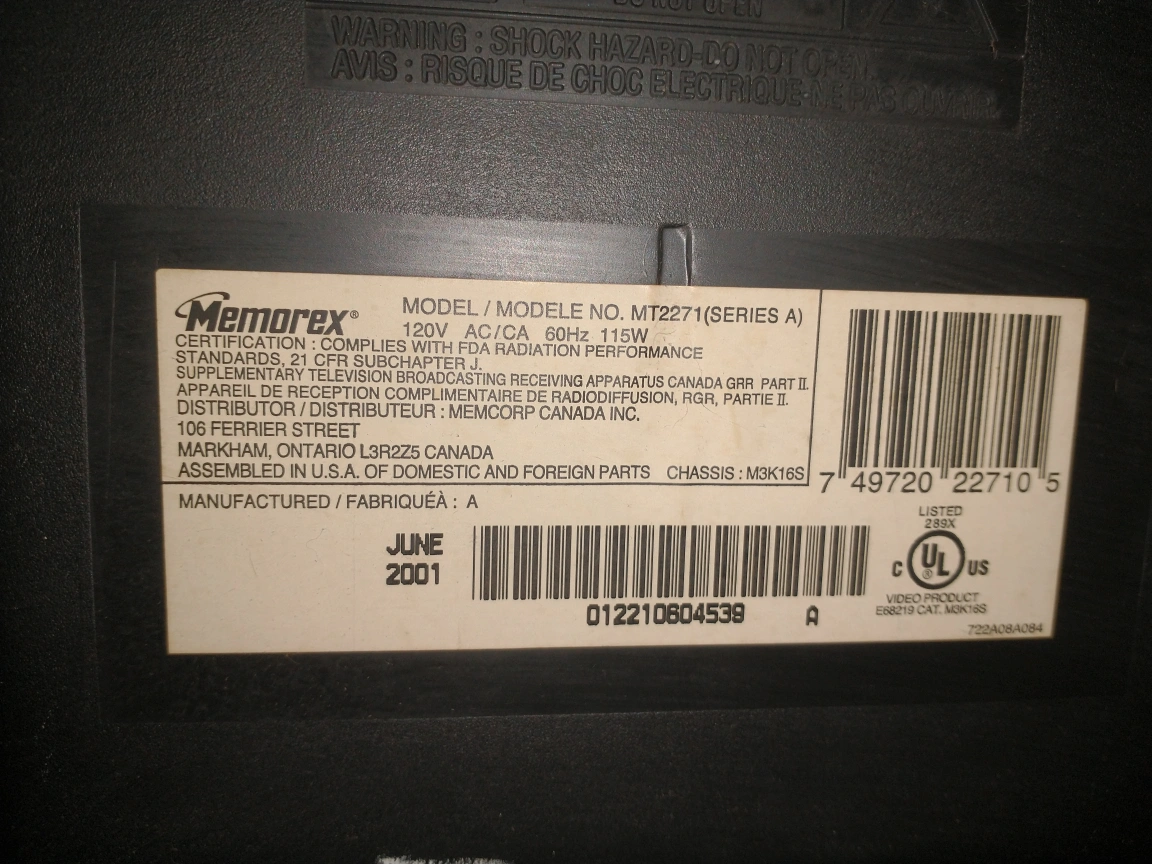 DO NOT OPEN
WARNING : SHOCK HAZARD-DO NOT OPEN.
AVIS : RISQUE DE CHOC ELECTRIQUE-NE PAS OUVRIR.
Memorex®
MODEL / MODELE NO. MT2271(SERIES A)
120V AC/CA 60Hz 115W
CERTIFICATION : COMPLIES WITH FDA RADIATION PERFORMANCE
STANDARDS, 21 CFR SUBCHAPTER J.
SUPPLEMENTARY TELEVISION BROADCASTING RECEIVING APPARATUS CANADA GRR PART II.
APPAREIL DE RECEPTION COMPLIMENTAIRE DE RADIODIFFUSION, RGR, PARTIE II.
DISTRIBUTOR / DISTRIBUTEUR : MEMCORP CANADA INC.
106 FERRIER STREET
MARKHAM, ONTARIO L3R2Z5 CANADA
ASSEMBLED IN U.S.A. OF DOMESTIC AND FOREIGN PARTS CHASSIS : M3K16S
7 49720 22710 5
MANUFACTURED / FABRIQUÉÀ : A
JUNE
2001
012210604539 A
LISTED
289X
C UL ® US
VIDEO PRODUCT
E68219 CAT. M3K16S
722A08A084